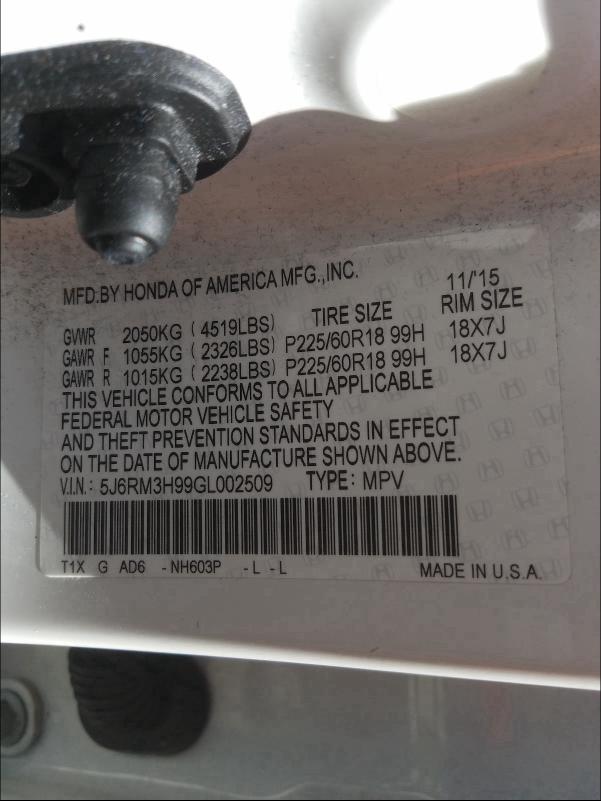 MFD.BY HONDA OF AMERICA MFG.,INC. 11/'15
TIRE SIZE RIM SIZE
GVWR 2050KG (4519LBS)
GAWR F 1055KG (2326LBS) P225/60R18 99H 18X7J
GAWR R 1015KG (2238LBS) P225/60R18 99H 18X7J
THIS VEHICLE CONFORMS TO ALL APPLICABLE
FEDERAL MOTOR VEHICLE SAFETY
AND THEFT PREVENTION STANDARDS IN EFFECT
ON THE DATE OF MANUFACTURE SHOWN ABOVE.
V.I.N.: 5J6RM3H99GL002509 TYPE: MPV
T1X G AD6 -NH603P -L -L MADE IN U.S.A.